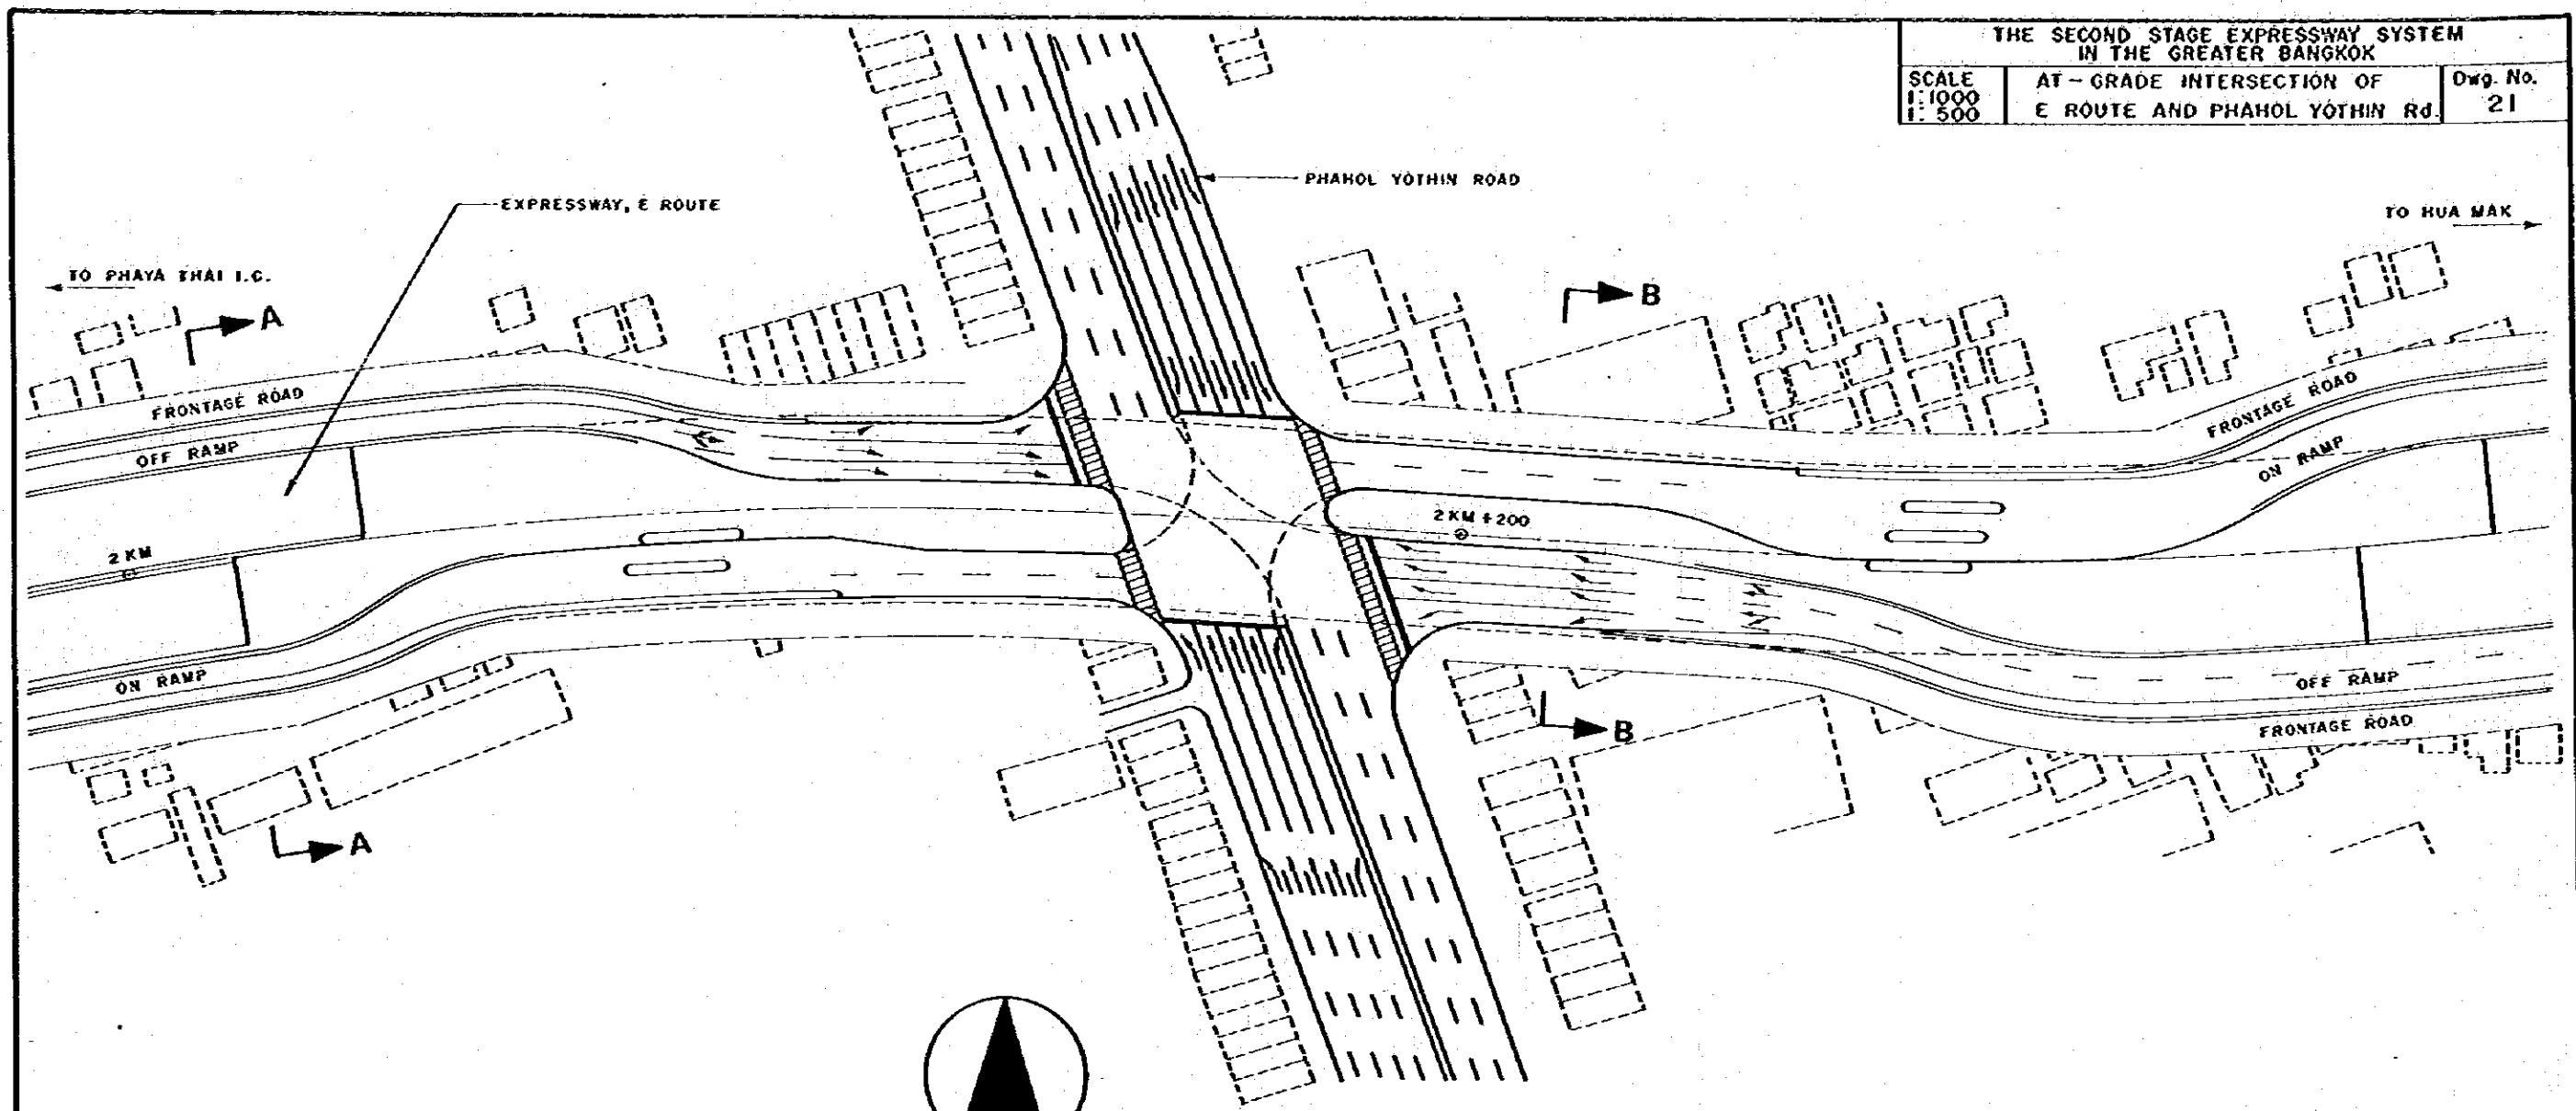 THE SECOND STAGE EXPRESSWAY SYSTEM
IN THE GREATER BANGKOK
SCALE
1:1000
1:500
AT-GRADE INTERSECTION OF
E ROUTE AND PHAHOL YOTHIN Rd.
Dwg. No.
21
PHAHOL YOTHIN ROAD
EXPRESSWAY, E ROUTE
TO HUA MAK
TO PHAYA THAI I.C.
A
B
FRONTAGE ROAD
OFF RAMP
FRONTAGE ROAD
ON RAMP
2 KM
2 KM + 200
ON RAMP
OFF RAMP
FRONTAGE ROAD
A
B